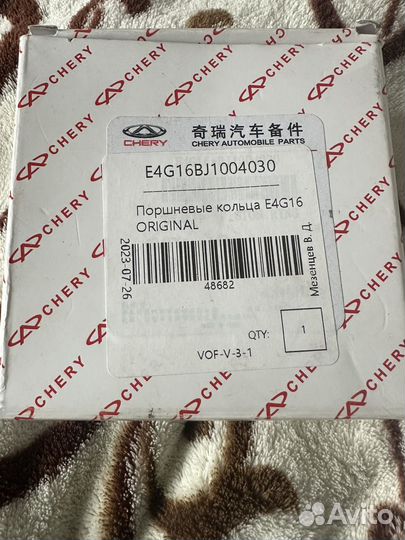 CHERY
奇瑞汽车备件
CHERY AUTOMOBILE PARTS
E4G16BJ1004030
Поршневые кольца E4G16
ORIGINAL
2023-07-26
48682
Мезенцев В. Д.
QTY:
1
VOF-V-3-1
CHERY
CHERY
CHERY
CHERY
CHERY
CHERY
CHERY
CHERY
Avito